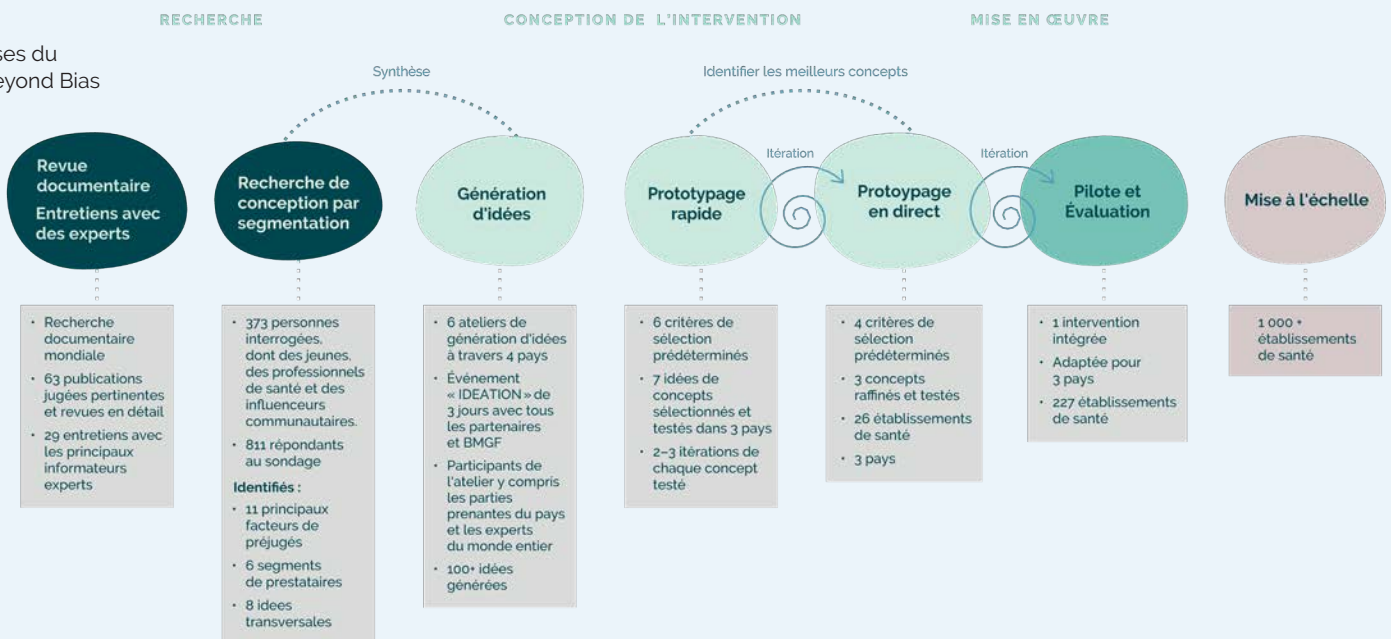 RECHERCHE
CONCEPTION DE L'INTERVENTION
MISE EN ŒUVRE
ses du
eyond Bias
Synthèse
Identifier les meilleurs concepts
Revue
documentaire
Entretiens avec
des experts
Recherche de
conception par
segmentation
Génération
d'idées
Prototypage
rapide
Itération
Protoypage
en direct
Itération
Pilote et
Évaluation
Mise à l'échelle
• Recherche
documentaire
mondiale
• 63 publications
jugées pertinentes
et revues en détail
• 29 entretiens avec
les principaux
informateurs
experts
• 373 personnes
interrogées,
dont des jeunes,
des professionnels
de santé et des
influenceurs
communautaires.
• 811 répondants
au sondage
Identifiés :
• 11 principaux
facteurs de
préjugés
• 6 segments
de prestataires
• 8 idees
transversales
• 6 ateliers de
génération d'idées
à travers 4 pays
• Événement
« IDEATION » de
3 jours avec tous
les partenaires
et BMGF
• Participants de
l'atelier y compris
les parties
prenantes du pays
et les experts
du monde entier
• 100+ idées
générées
• 6 critères de
sélection
prédéterminés
• 7 idées de
concepts
sélectionnés et
testés dans 3 pays
• 2–3 itérations de
chaque concept
testé
• 4 critères de
sélection
prédéterminés
• 3 concepts
raffinés et testés
• 26 établissements
de santé
• 3 pays
• 1 intervention
intégrée
• Adaptée pour
3 pays
• 227 établissements
de santé
1 000 +
établissements
de santé